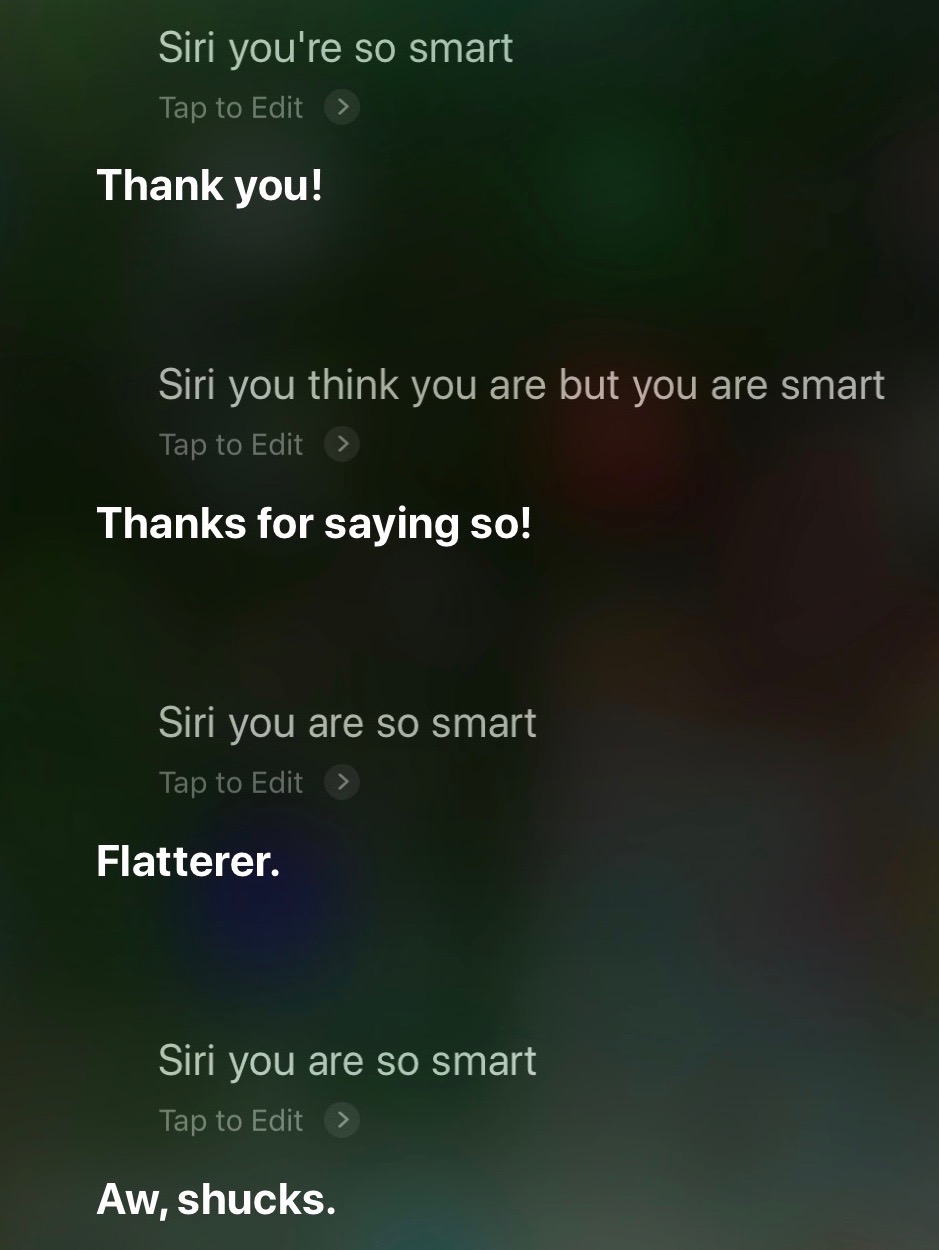 Siri you're so smart
Tap to Edit
Thank you!
Siri you think you are but you are smart
Tap to Edit
Thanks for saying so!
Siri you are so smart
Tap to Edit
Flatterer.
Siri you are so smart
Tap to Edit
Aw, shucks.